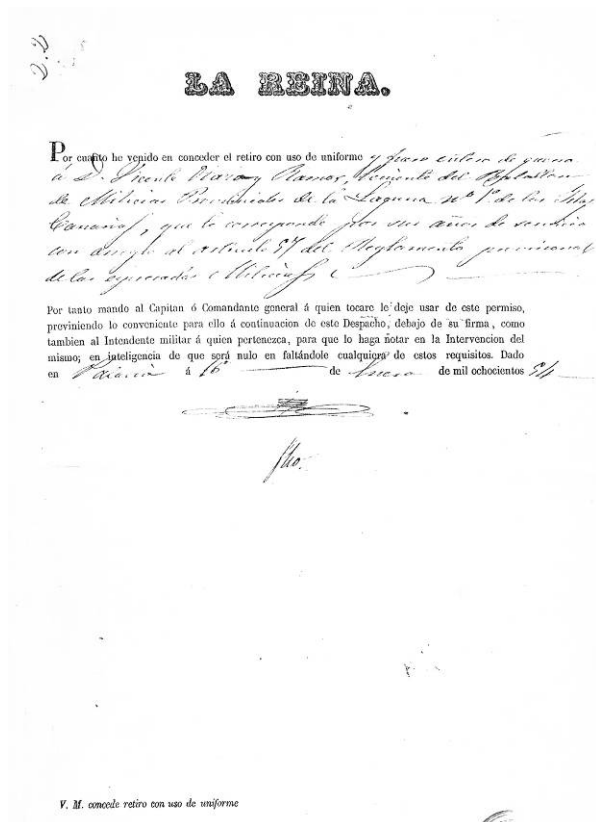 LA REINA.
Por cuanto he venido en conceder el retiro con uso de uniforme y fuero entero de guerra
á D. Vicente y Ramos, Teniente del Batallon
de Milicias Provinciales de la Laguna nº 1º de las Islas
Canarias, que le corresponde por sus años de servicio
con arreglo al articulo 57 del Reglamento provisional
de las espresadas Milicias
Por tanto mando al Capitan ó Comandante general á quien tocare le deje usar de este permiso,
previniendo lo conveniente para ello á continuacion de este Despacho, debajo de su firma, como
tambien al Intendente militar á quien pertenezca, para que lo haga notar en la Intervencion del
mismo; en inteligencia de que será nulo en faltándole cualquiera de estos requisitos. Dado
en Palacio á 16 de Enero de mil ochocientos 54
V. M. concede retiro con uso de uniforme